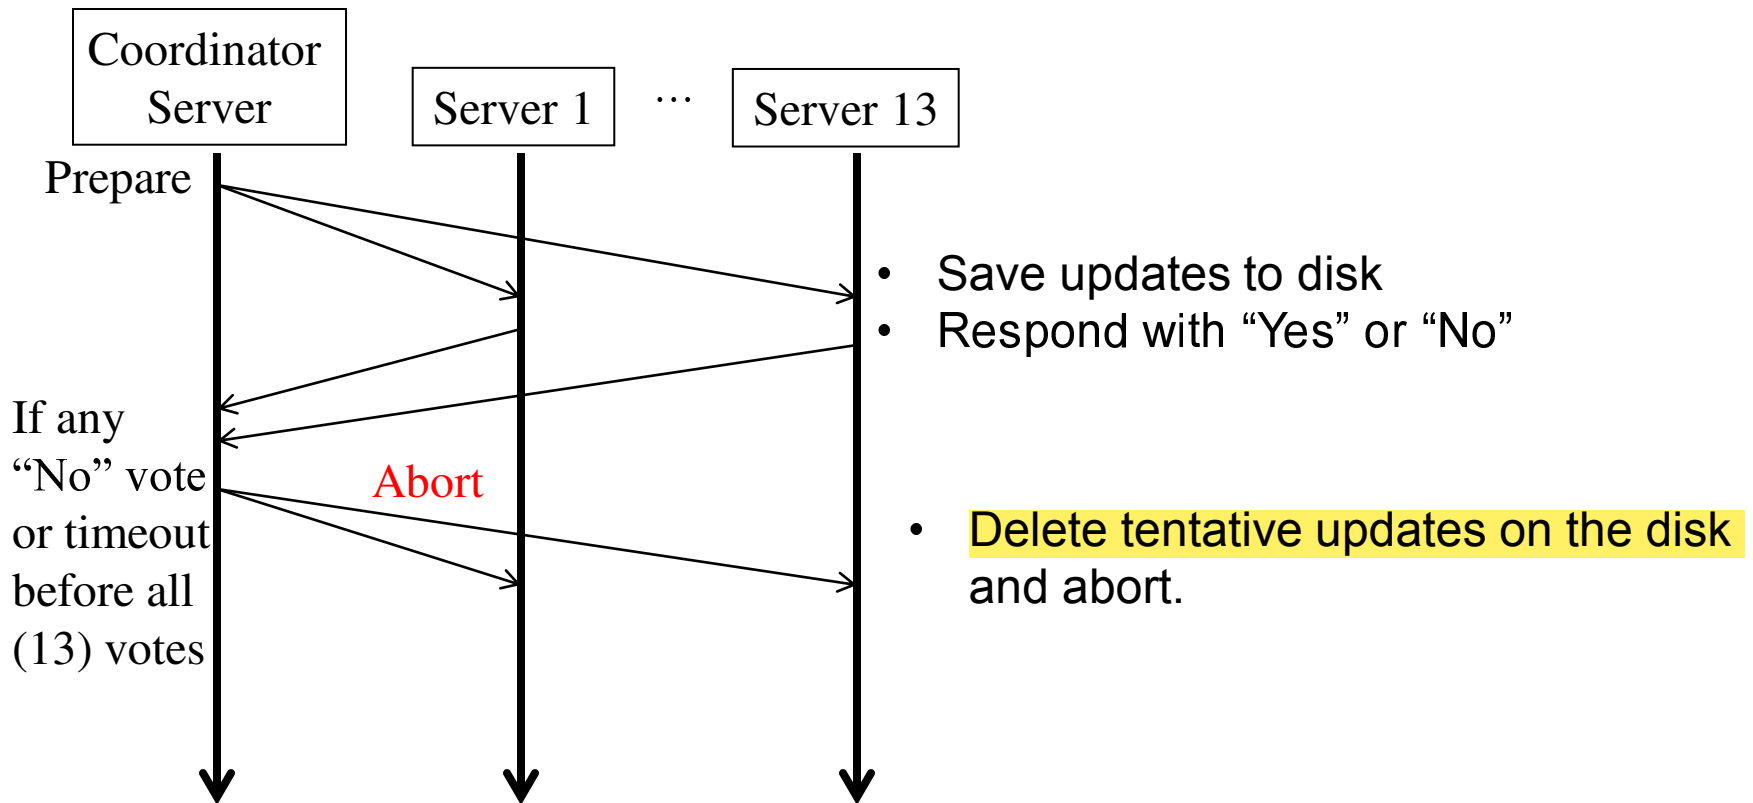 Coordinator
Server
Server 1
…
Server 13
Prepare
• Save updates to disk
• Respond with “Yes” or “No”
If any
“No” vote
or timeout
before all
(13) votes
Abort
• Delete tentative updates on the disk
and abort.